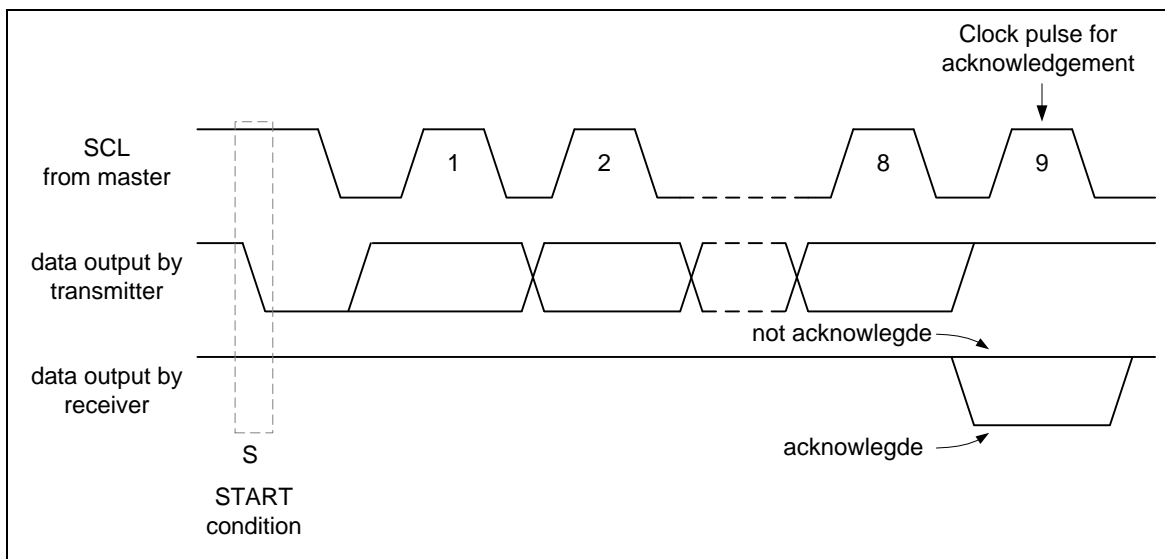 Clock pulse for
acknowledgement
SCL
from master
1
2
8
9
data output by
transmitter
not acknowlegde
data output by
receiver
acknowlegde
S
START
condition